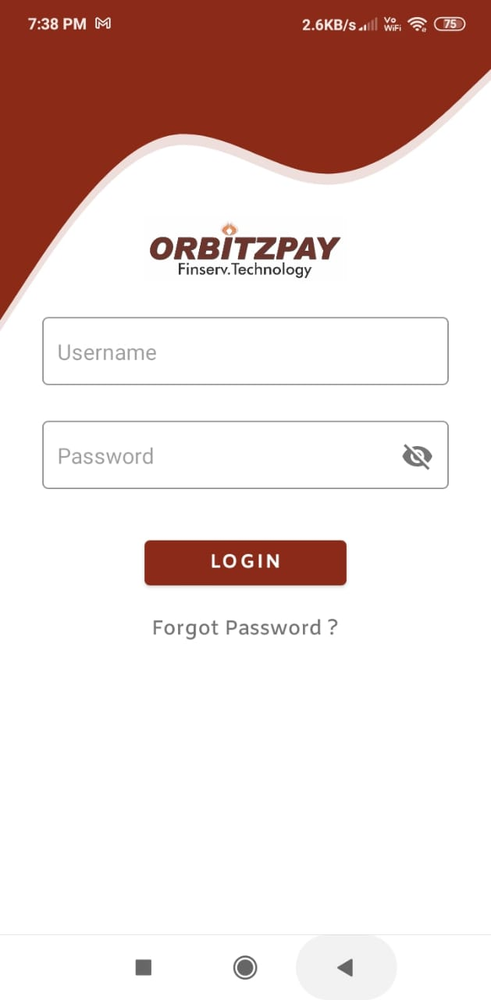 7:38 PM
2.6KB/s Vo WiFi 75
ORBITZPAY
Finserv.Technology
Username
Password
LOGIN
Forgot Password ?